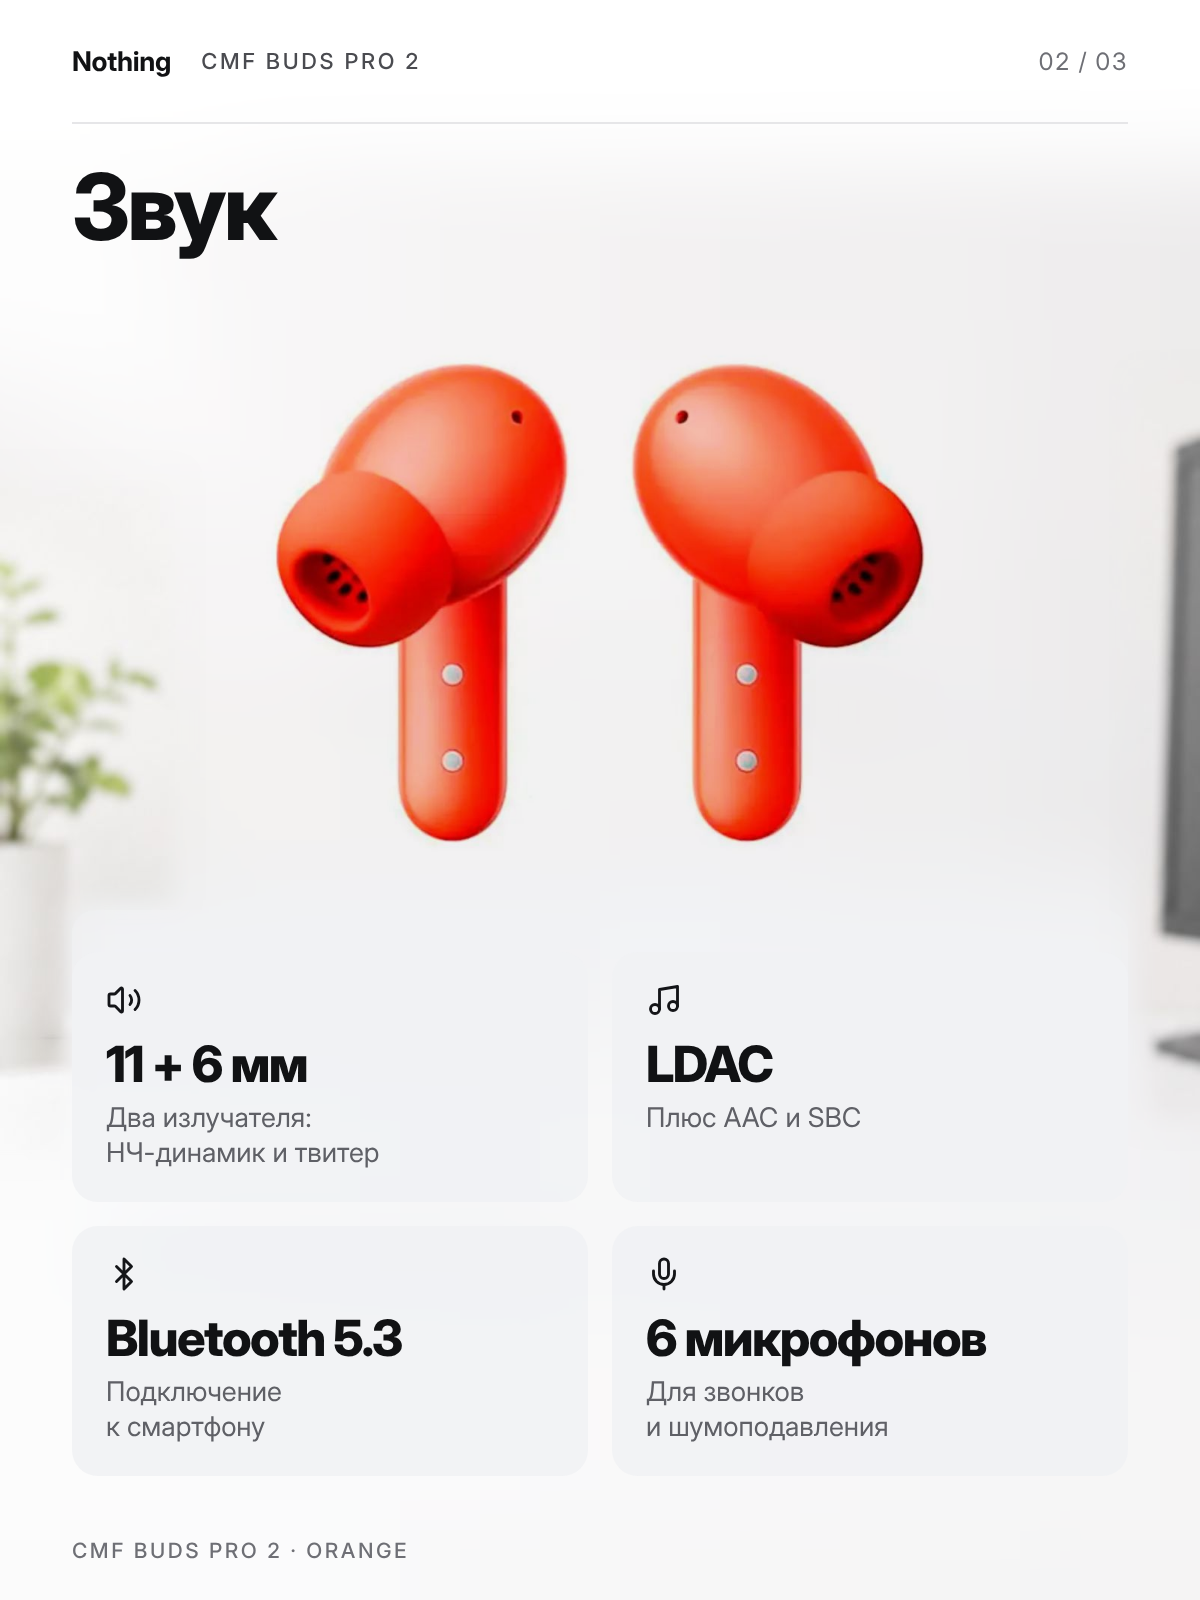 Nothing CMF BUDS PRO 2 02 / 03
Звук
11 + 6 мм
Два излучателя:
НЧ-динамик и твитер
LDAC
Плюс AAC и SBC
Bluetooth 5.3
Подключение
к смартфону
6 микрофонов
Для звонков
и шумоподавления
CMF BUDS PRO 2 · ORANGE